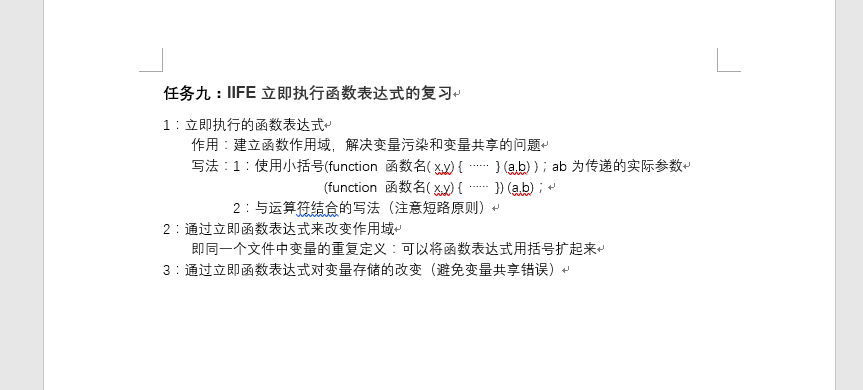 任务九：IIFE 立即执行函数表达式的复习
1：立即执行的函数表达式
作用：建立函数作用域，解决变量污染和变量共享的问题
写法：1：使用小括号(function 函数名( x,y) { ······ } (a,b) )；ab 为传递的实际参数
(function 函数名( x,y) { ······ }) (a,b)；
2：与运算符结合的写法（注意短路原则）
2：通过立即函数表达式来改变作用域
即同一个文件中变量的重复定义：可以将函数表达式用括号扩起来
3：通过立即函数表达式对变量存储的改变（避免变量共享错误）